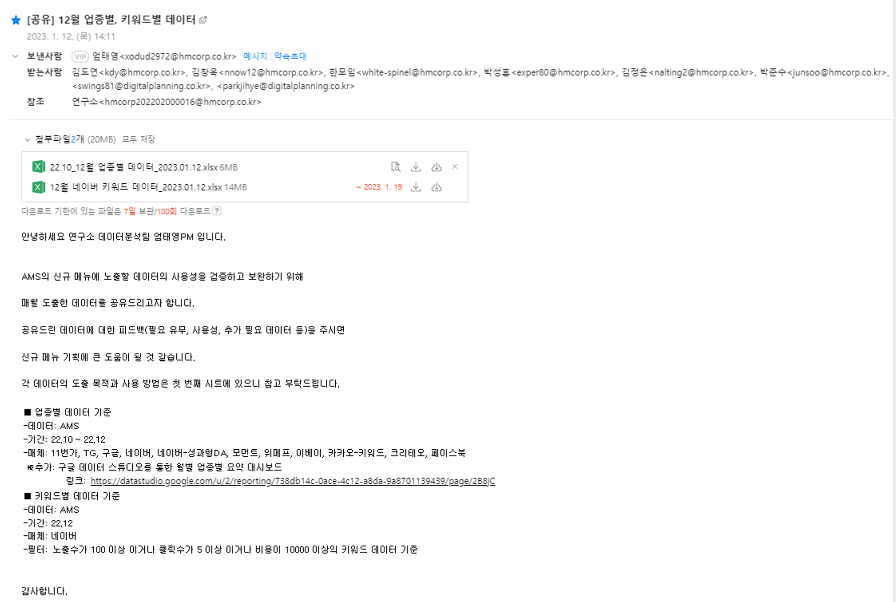 [공유] 12월 업종별, 키워드별 데이터
2023. 1. 12. (목) 14:11
보낸사람 VIP 엄태영<xodud2972@hmcorp.co.kr> 메시지 | 약속초대
받는사람 김도연<kdy@hmcorp.co.kr>, 김창욱<nnow12@hmcorp.co.kr>, 한모임<white-spinel@hmcorp.co.kr>, 박성훈<exper80@hmcorp.co.kr>, 김정은<nalting2@hmcorp.co.kr>, 박준수<junsoo@hmcorp.co.kr>,
<swings81@digitalplanning.co.kr>, <parkjihye@digitalplanning.co.kr>
참조 연구소<hmcorp202202000016@hmcorp.co.kr>
첨부파일 2개 (20MB) 모두 저장
22.10_12월 업종별 데이터_2023.01.12.xlsx 6MB
12월 네이버 키워드 데이터_2023.01.12.xlsx 14MB ~ 2023. 1. 19.
다운로드 기한이 있는 파일은 7일 보관/100회 다운로드 ?
안녕하세요 연구소 데이터분석팀 엄태영PM 입니다.
AMS의 신규 메뉴에 노출할 데이터의 사용성을 검증하고 보완하기 위해
매월 도출한 데이터를 공유드리고자 합니다.
공유드린 데이터에 대한 피드백(필요 유무, 사용성, 추가 필요 데이터 등)을 주시면
신규 메뉴 기획에 큰 도움이 될 것 같습니다.
각 데이터의 도출 목적과 사용 방법은 첫 번째 시트에 있으니 참고 부탁드립니다.
■ 업종별 데이터 기준
-데이터: AMS
-기간: 22.10 ~ 22.12
-매체: 11번가, TG, 구글, 네이버, 네이버-성과형DA, 모먼트, 위메프, 이베이, 카카오-키워드, 크리테오, 페이스북
※추가: 구글 데이터 스튜디오를 통한 월별 업종별 요약 대시보드
링크: https://datastudio.google.com/u/2/reporting/738db14c-0ace-4c12-a8da-9a8701139439/page/2B8jC
■ 키워드별 데이터 기준
-데이터: AMS
-기간: 22.12
-매체: 네이버
-필터: 노출수가 100 이상 이거나 클릭수가 5 이상 이거나 비용이 10000 이상의 키워드 데이터 기준
감사합니다.